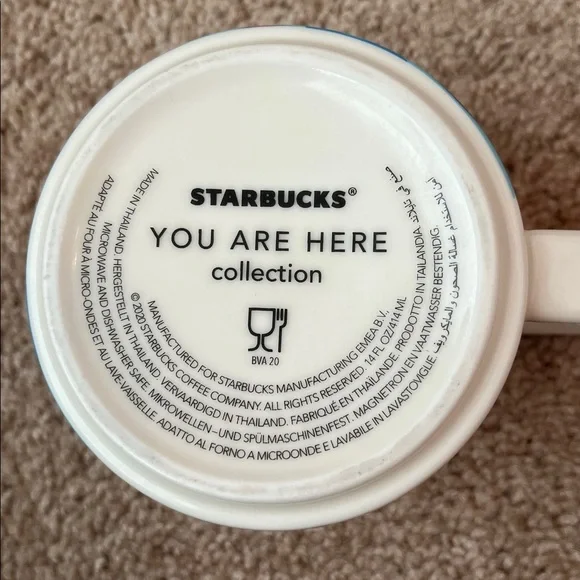 STARBUCKS®
YOU ARE HERE
collection
BVA 20
MANUFACTURED FOR STARBUCKS MANUFACTURING EMEA B.V.,
©2020 STARBUCKS COFFEE COMPANY. ALL RIGHTS RESERVED. 14 FL OZ/414 ML
MADE IN THAILAND. HERGESTELLT IN THAILAND. VERVAARDIGD IN THAILAND. FABRIQUÉ EN THAÏLANDE. PRODOTTO IN TAILANDIA.
MICROWAVE AND DISHWASHER SAFE. MIKROWELLEN–UND SPÜLMASCHINENFEST. MAGNETRON EN VAATWASSER BESTENDIG.
ADAPTÉ AU FOUR À MICRO-ONDES ET AU LAVE-VAISSELLE. ADATTO AL FORNO A MICROONDE E LAVABILE IN LAVASTOVIGLIE